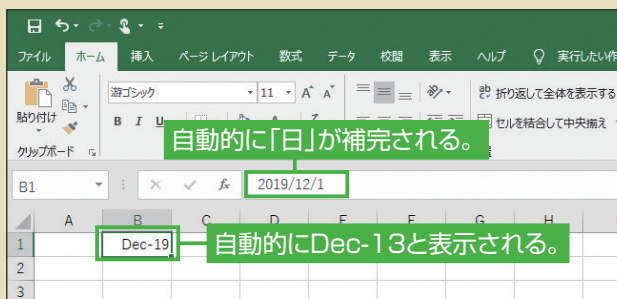 ファイル ホーム 挿入 ページ レイアウト 数式 データ 校閲 表示 ヘルプ 実行したい作
游ゴシック 11 A A ab 折り返して全体を表示する
貼り付け B I U セルを結合して中央揃え
自動的に「日」が補完される。
クリップボード
B1 fx 2019/12/1
A B C D E F G H
1 Dec-19 自動的にDec-13と表示される。
2
3